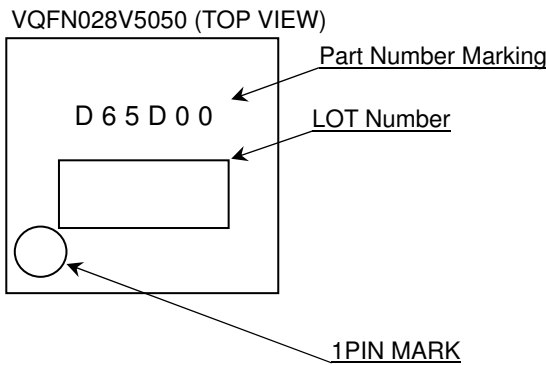 VQFN028V5050 (TOP VIEW)
Part Number Marking
D 6 5 D 0 0
LOT Number
1PIN MARK